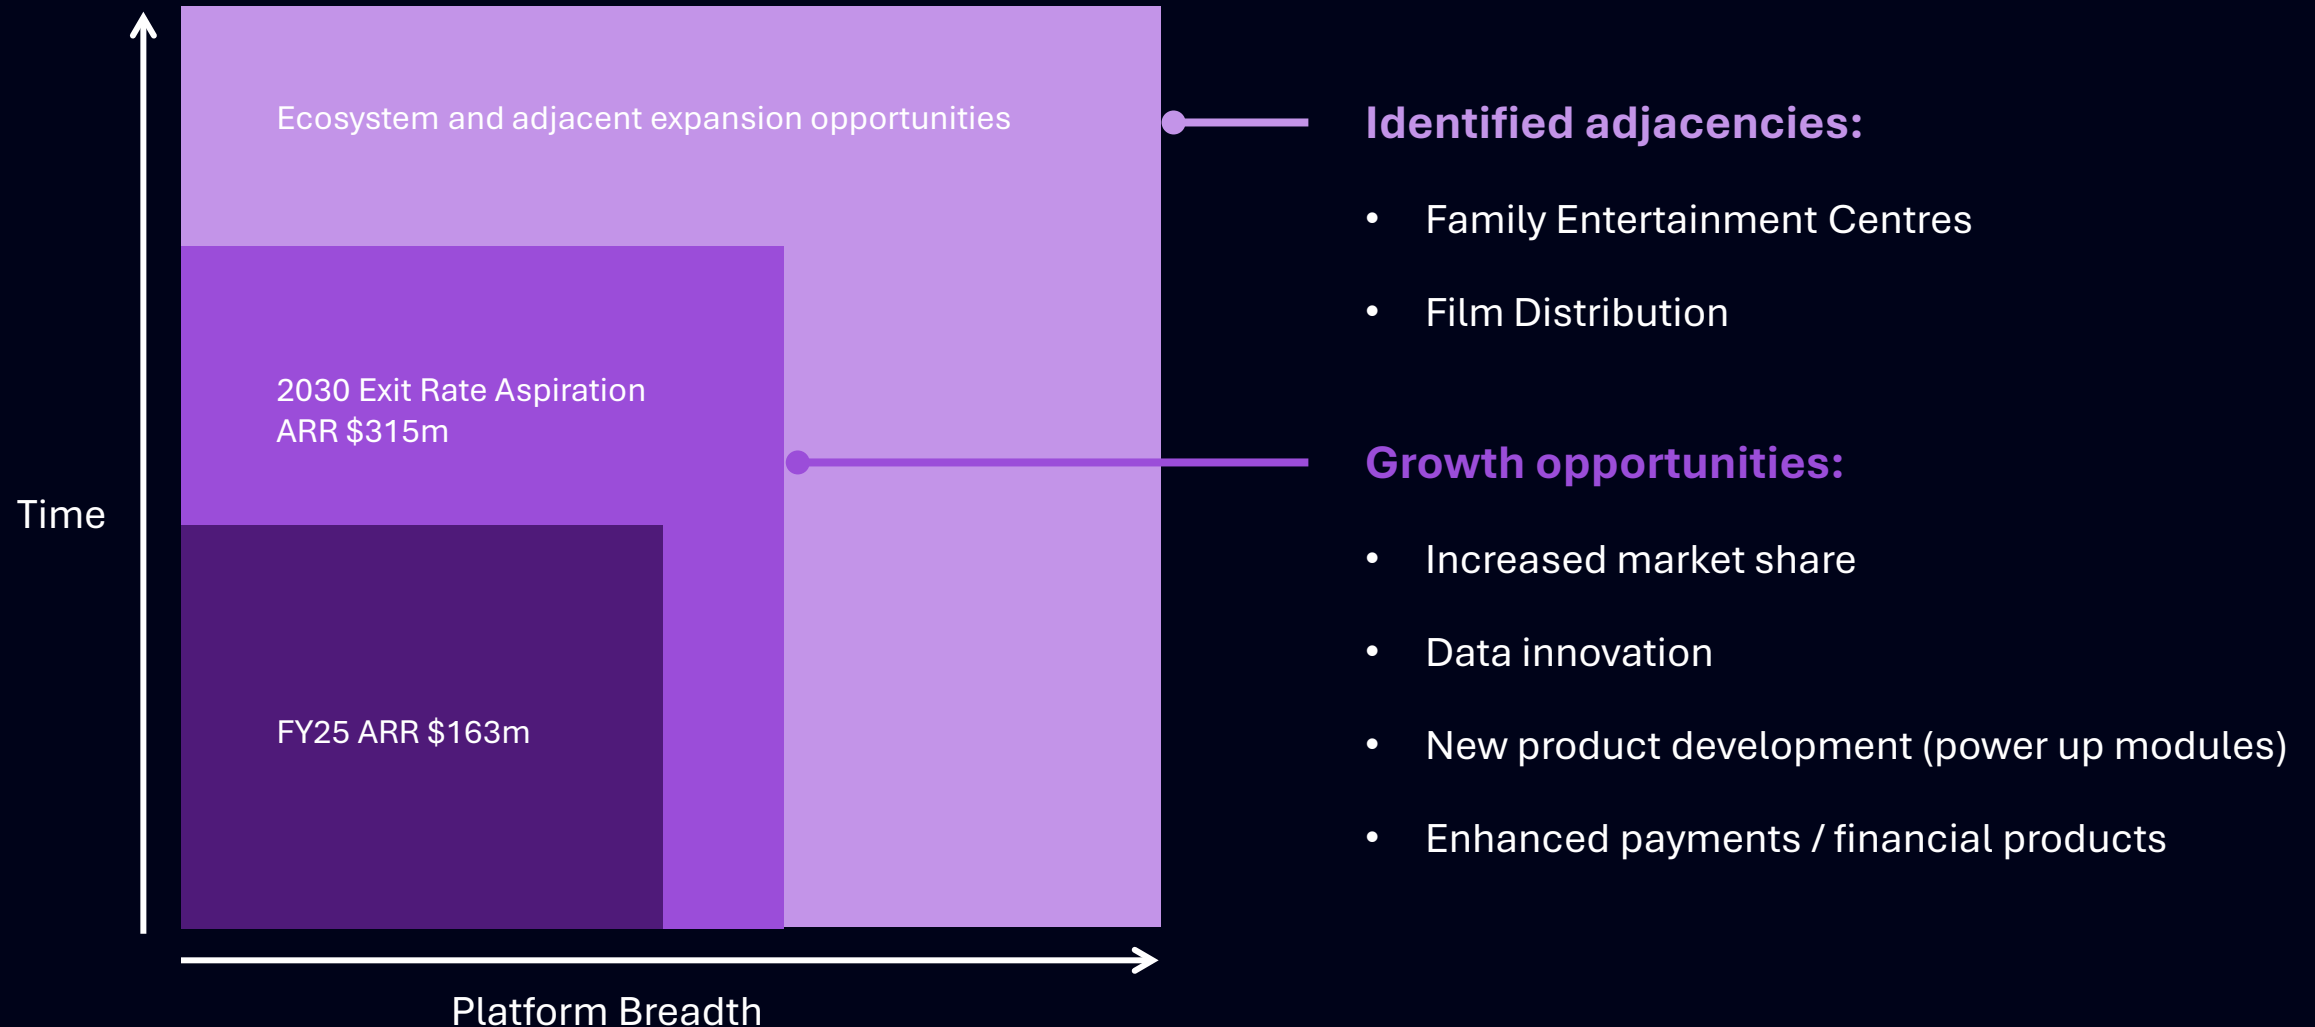 Ecosystem and adjacent expansion opportunities
2030 Exit Rate Aspiration
ARR $315m
FY25 ARR $163m
Time
Platform Breadth
Identified adjacencies:
• Family Entertainment Centres
• Film Distribution
Growth opportunities:
• Increased market share
• Data innovation
• New product development (power up modules)
• Enhanced payments / financial products